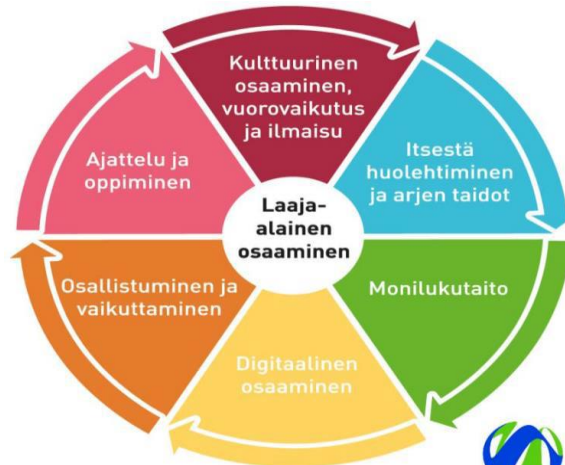 Kulttuurinen
osaaminen,
vuorovaikutus
ja ilmaisu
Itsestä
huolehtiminen
ja arjen taidot
Monilukutaito
Digitaalinen
osaaminen
Osallistuminen ja
vaikuttaminen
Ajattelu ja
oppiminen
Laaja-
alainen
osaaminen